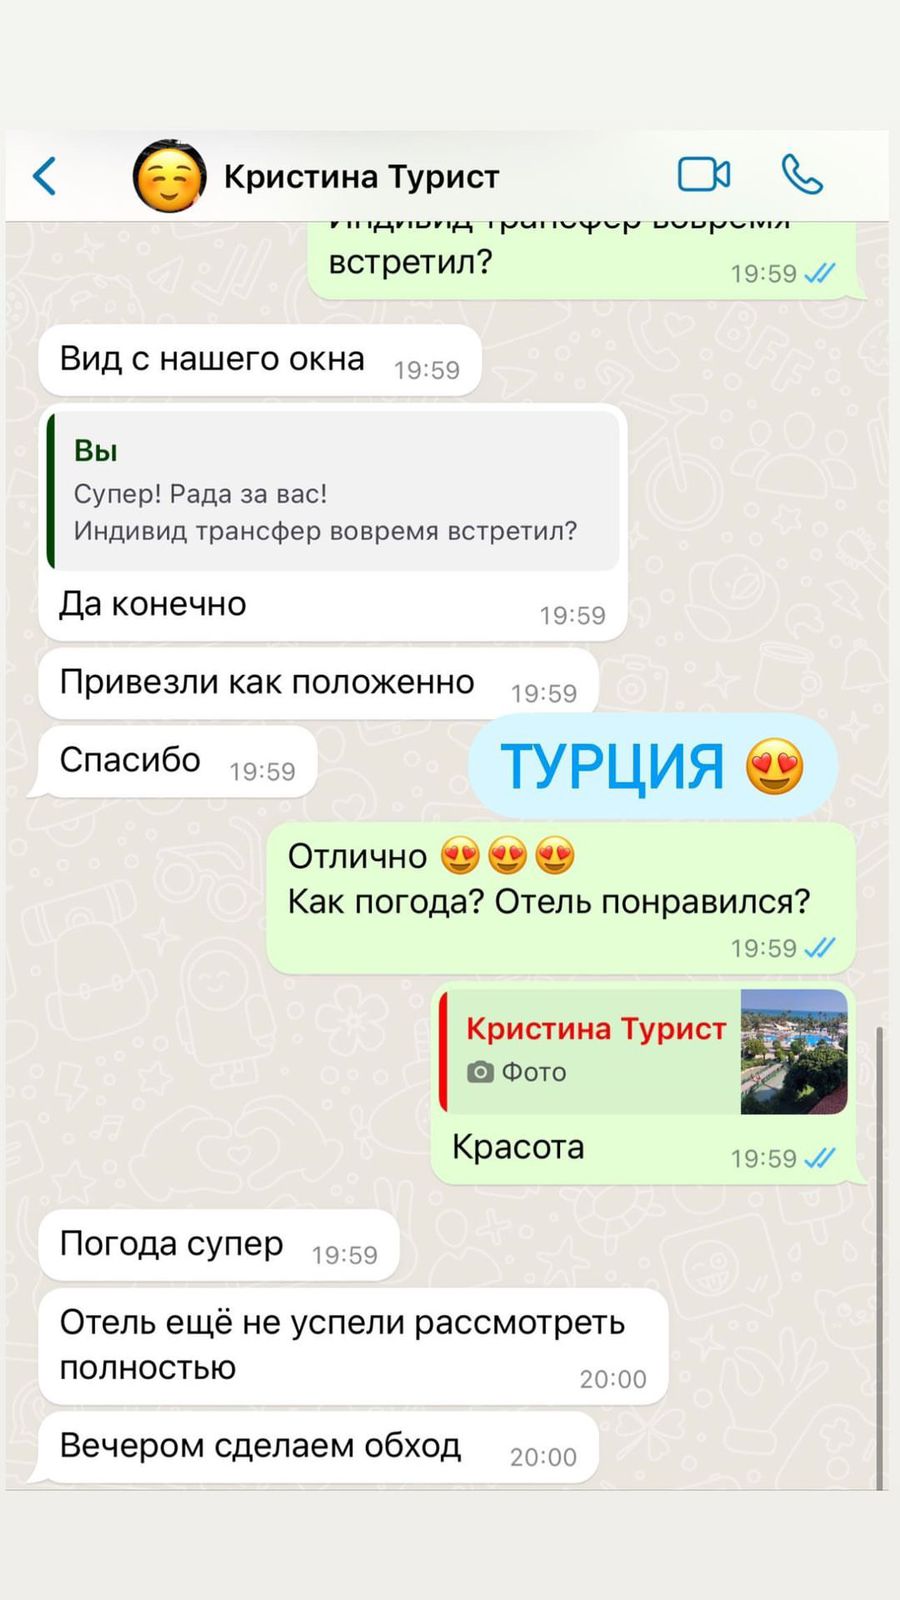 Кристина Турист
Индивид трансфер вовремя
встретил?
19:59
Вид с нашего окна
19:59
Вы
Супер! Рада за вас!
Индивид трансфер вовремя встретил?
Да конечно
19:59
Привезли как положенно
19:59
Спасибо
19:59
ТУРЦИЯ 😍
Отлично 😍😍😍
Как погода? Отель понравился?
19:59
Кристина Турист
Фото
Красота
19:59
Погода супер
19:59
Отель ещё не успели рассмотреть
полностью
20:00
Вечером сделаем обход
20:00